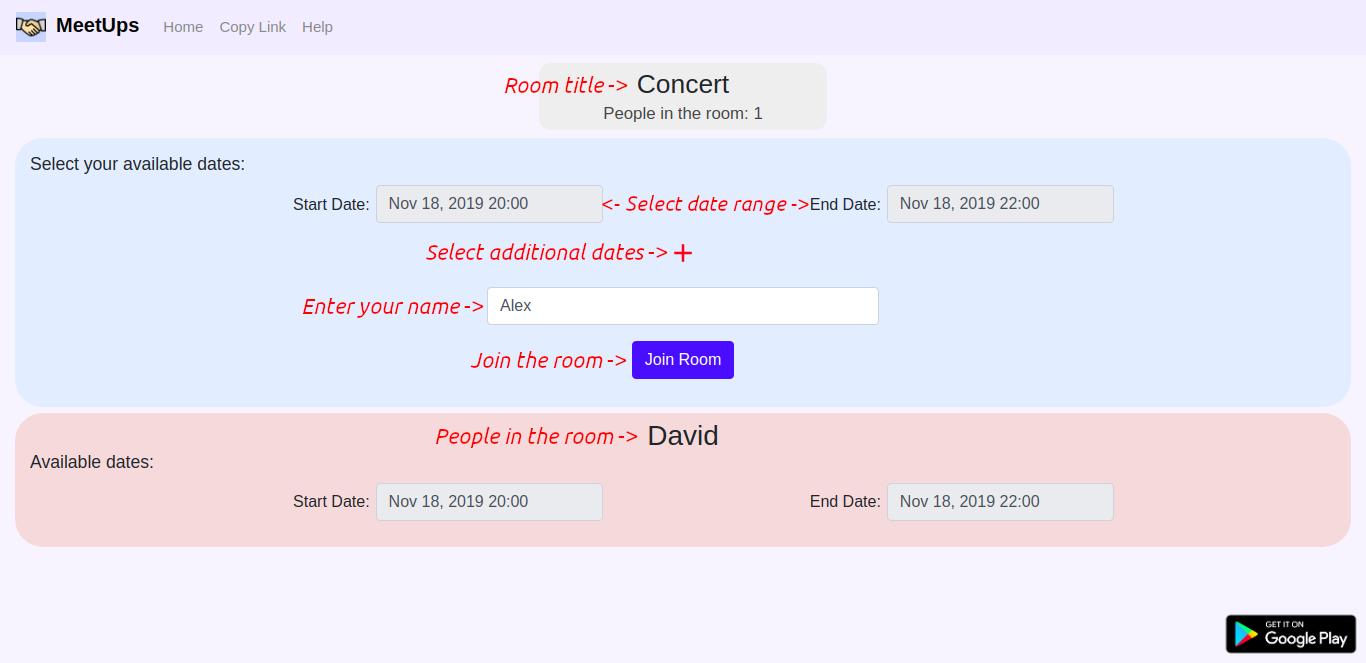 MeetUps Home Copy Link Help
Room title -> Concert
People in the room: 1
Select your available dates:
Start Date: Nov 18, 2019 20:00 <- Select date range -> End Date: Nov 18, 2019 22:00
Select additional dates -> +
Enter your name -> Alex
Join the room -> Join Room
People in the room -> David
Available dates:
Start Date: Nov 18, 2019 20:00 End Date: Nov 18, 2019 22:00
GET IT ON
Google Play